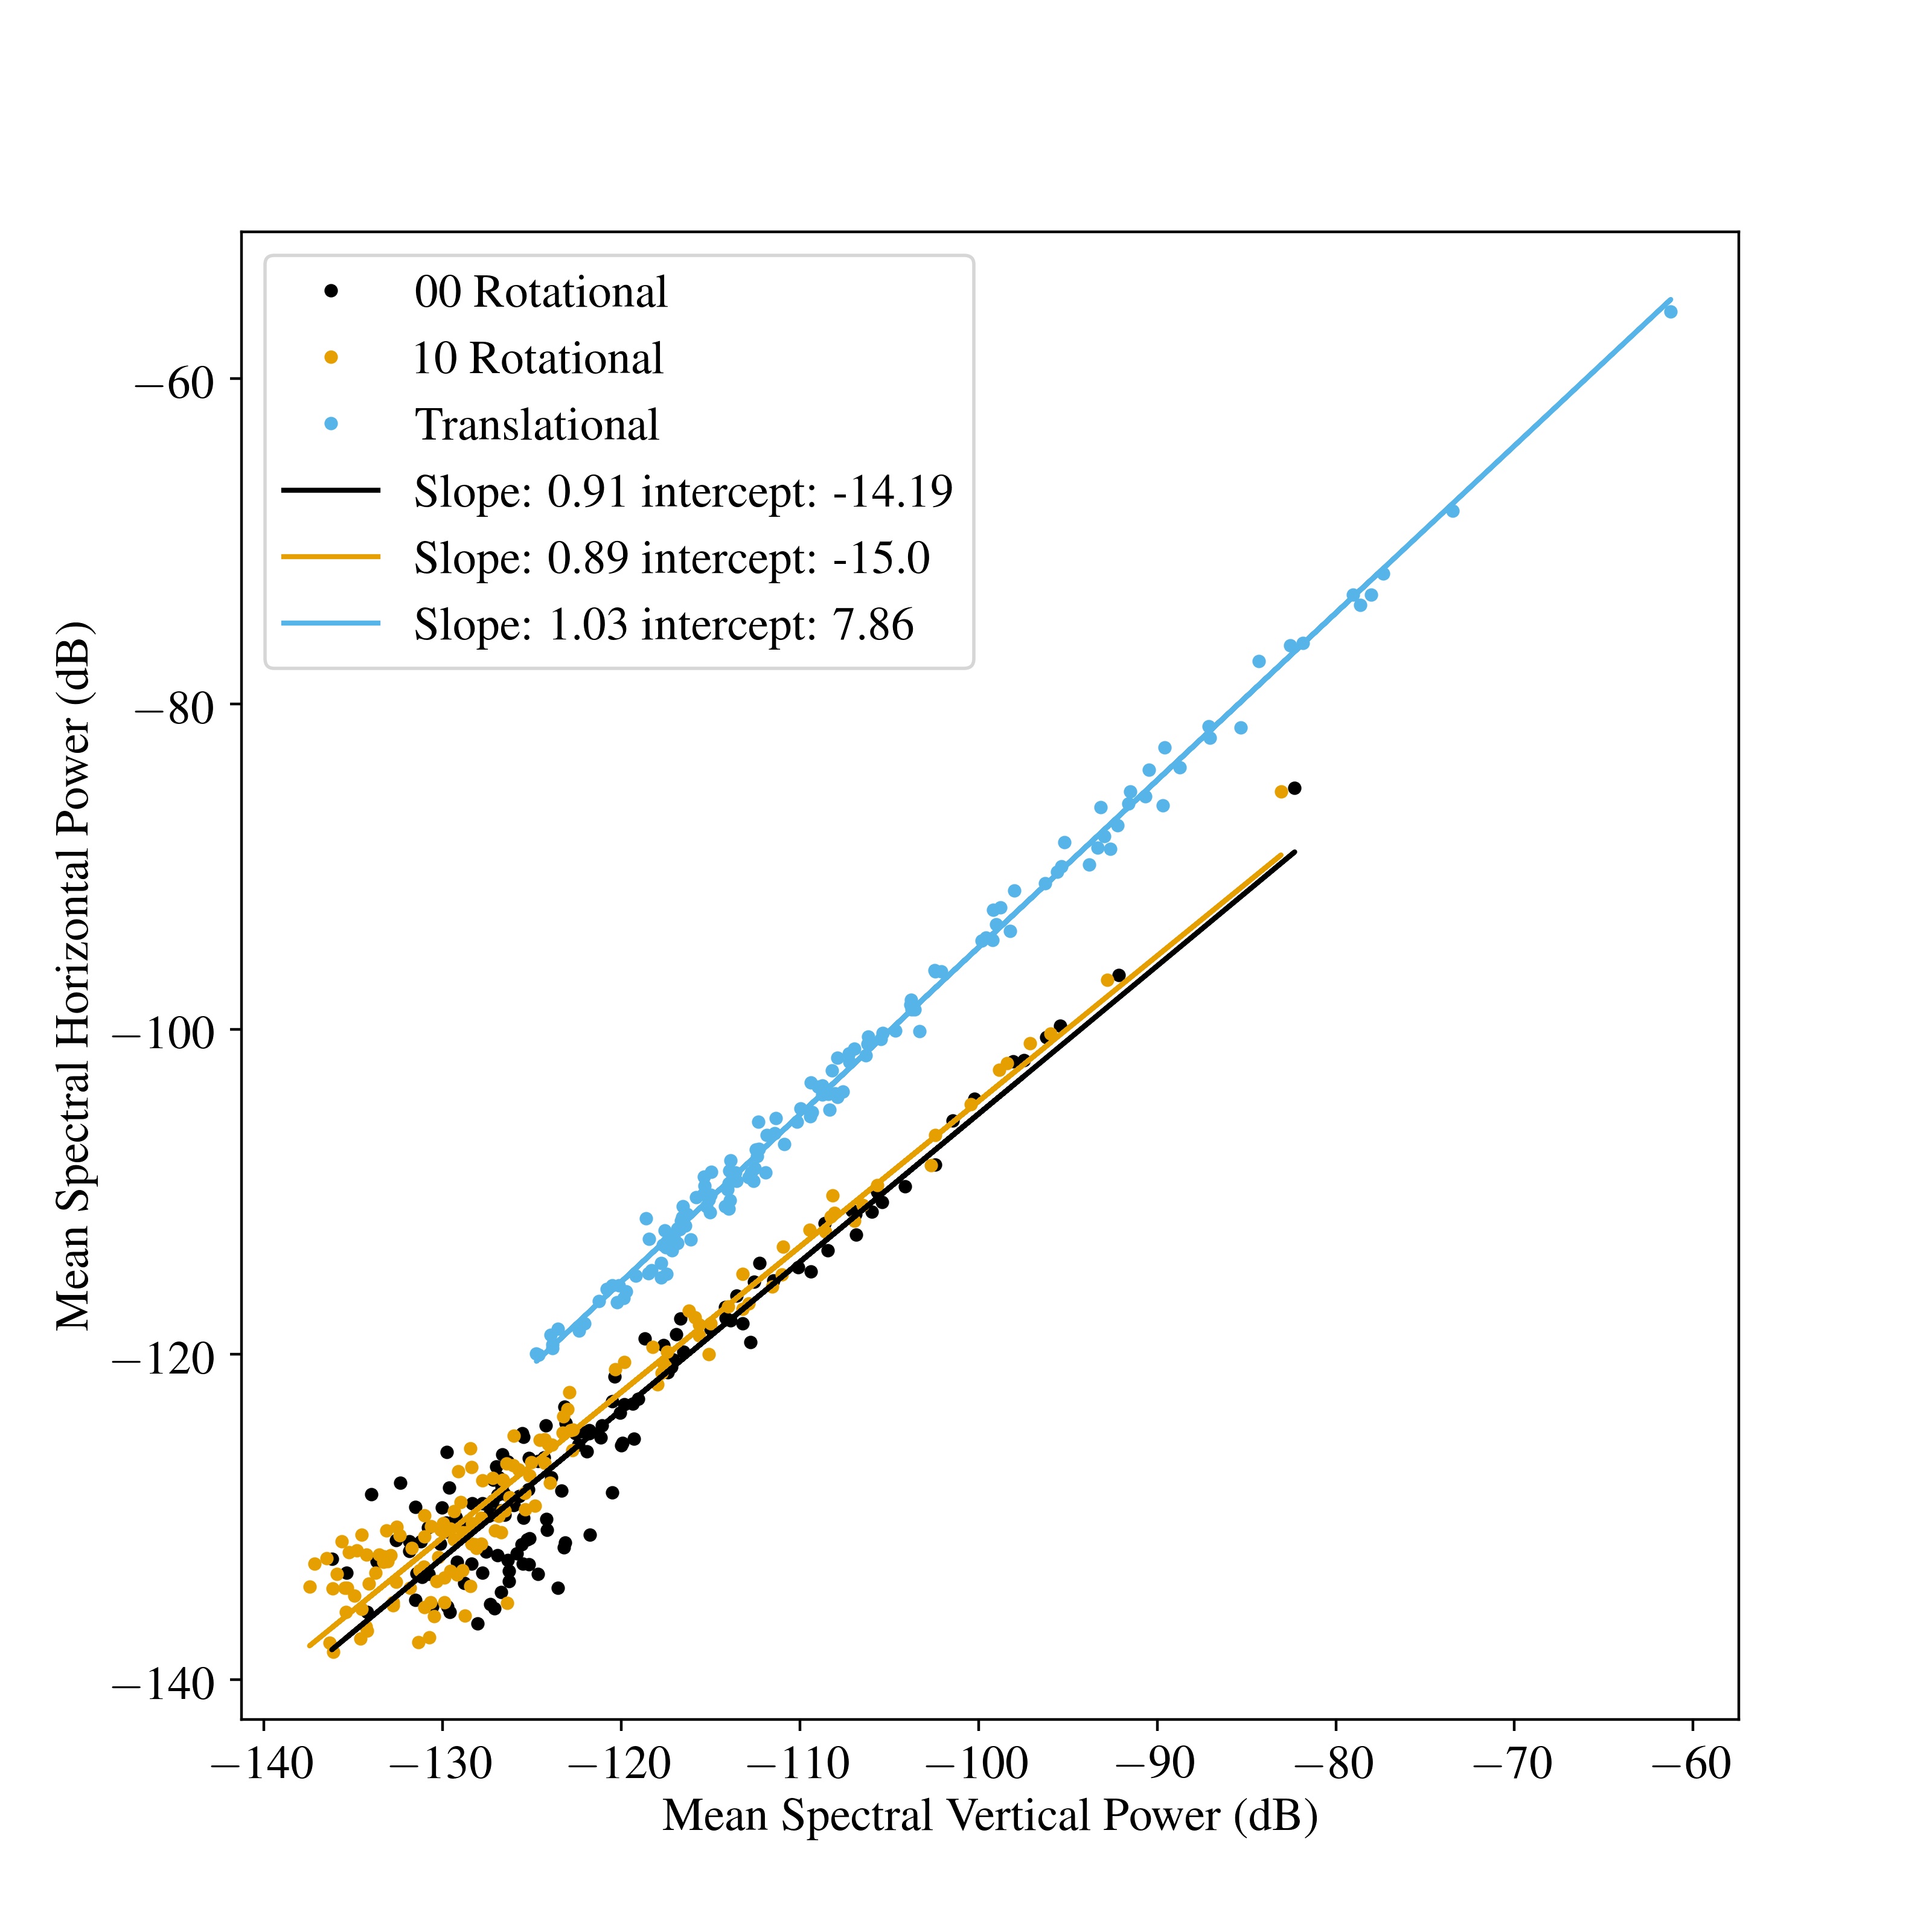 00 Rotational
10 Rotational
Translational
Slope: 0.91 intercept: -14.19
Slope: 0.89 intercept: -15.0
Slope: 1.03 intercept: 7.86
−60
−80
−100
−120
−140
Mean Spectral Horizontal Power (dB)
−140 −130 −120 −110 −100 −90 −80 −70 −60
Mean Spectral Vertical Power (dB)